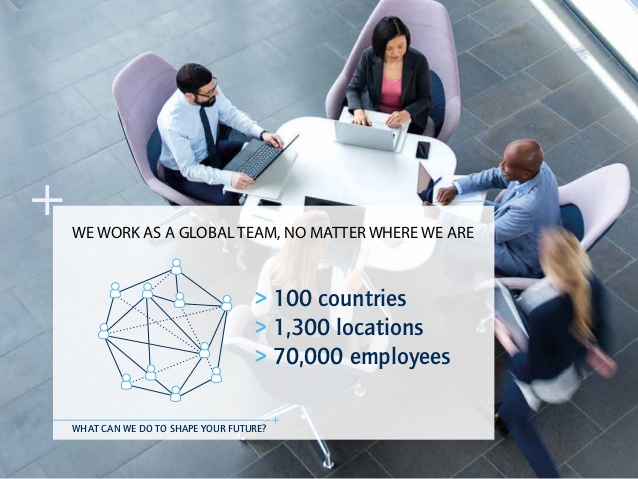 WE WORK AS A GLOBAL TEAM, NO MATTER WHERE WE ARE
> 100 countries
> 1,300 locations
> 70,000 employees
WHAT CAN WE DO TO SHAPE YOUR FUTURE?